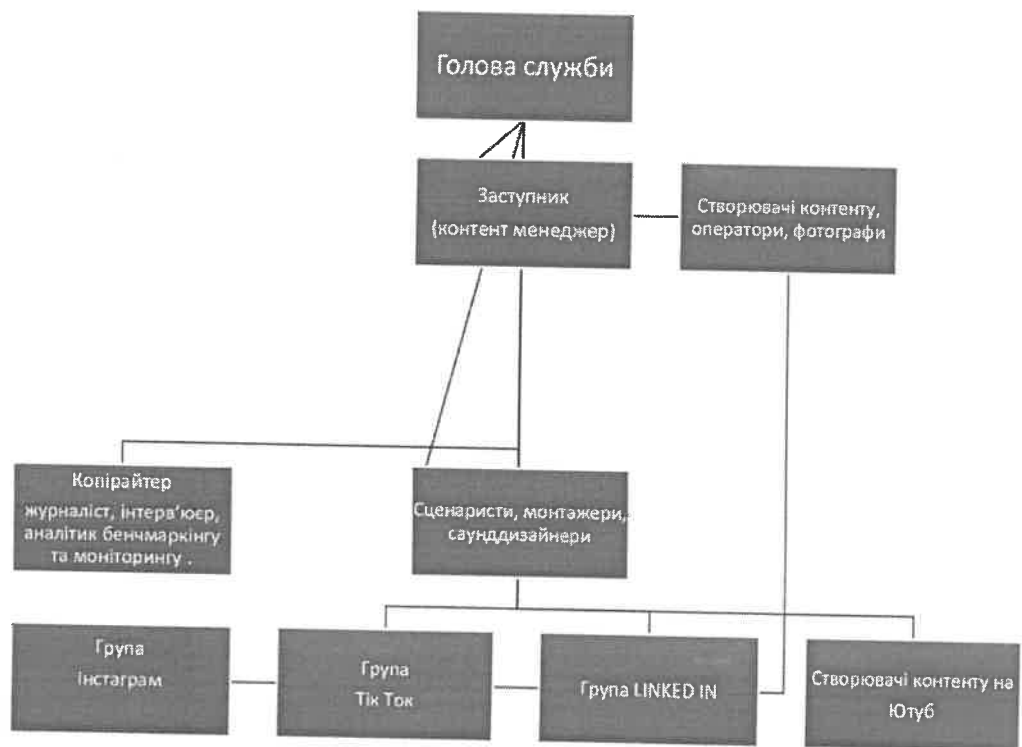 Голова служби
Заступник
(контент менеджер)
Створювачі контенту,
оператори, фотографи
Копірайтер
журналіст, інтерв'юєр,
аналітик бенчмаркінгу
та моніторингу .
Сценаристи, монтажери,
саунддизайнери
Група
інстаграм
Група
Тік Ток
Група LINKED IN
Створювачі контенту на
Ютуб